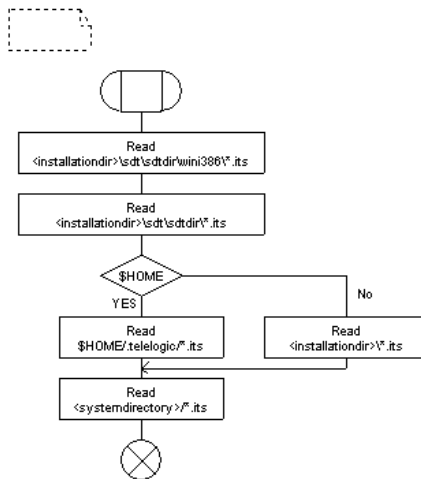 Read
<installationdir>\sdt\sdtdir\wini386\*.its
Read
<installationdir>\sdt\sdtdir\*.its
$HOME
YES
No
Read
$HOME/.telelogic/*.its
Read
<installationdir>\*.its
Read
<systemdirectory>/*.its